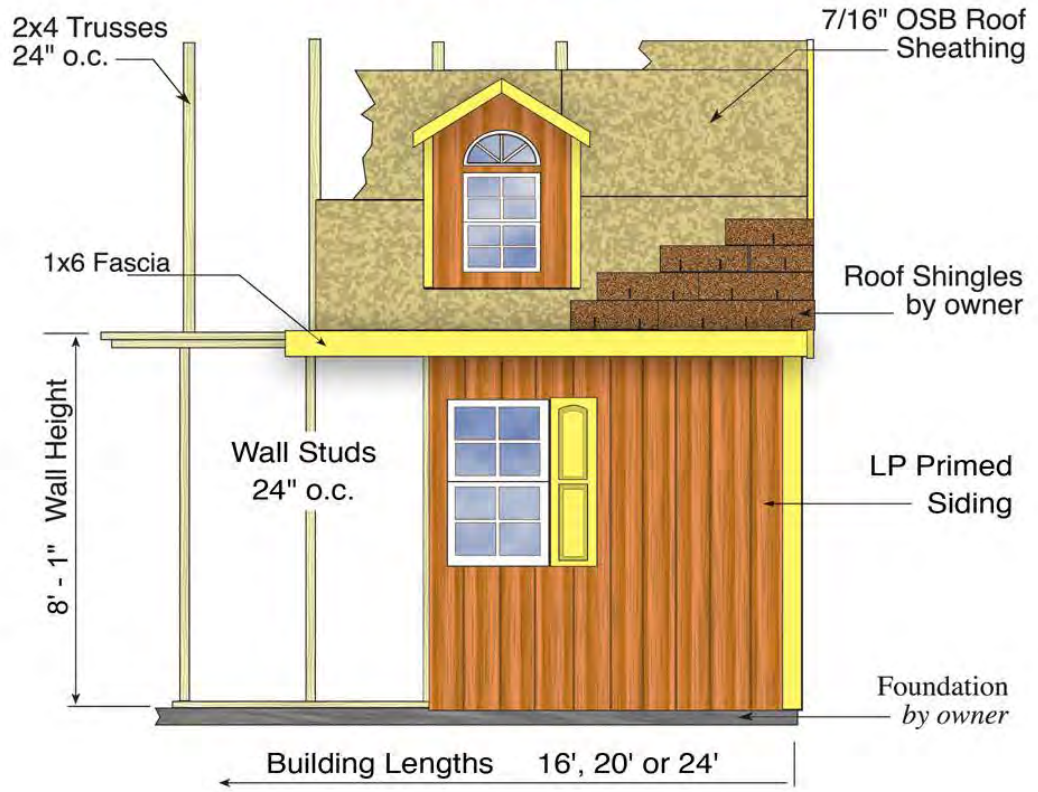 2x4 Trusses
24" o.c.
7/16" OSB Roof
Sheathing
1x6 Fascia
Roof Shingles
by owner
8' - 1" Wall Height
Wall Studs
24" o.c.
LP Primed
Siding
Foundation
by owner
Building Lengths 16', 20' or 24'